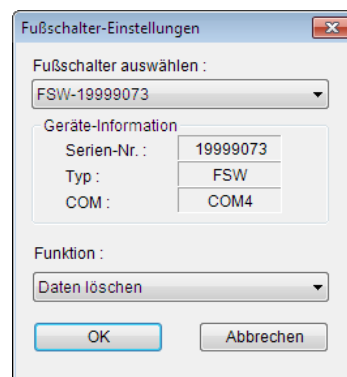 Fußschalter-Einstellungen
Fußschalter auswählen :
FSW-19999073
Geräte-Information
Serien-Nr. : 19999073
Typ : FSW
COM : COM4
Funktion :
Daten löschen
OK Abbrechen